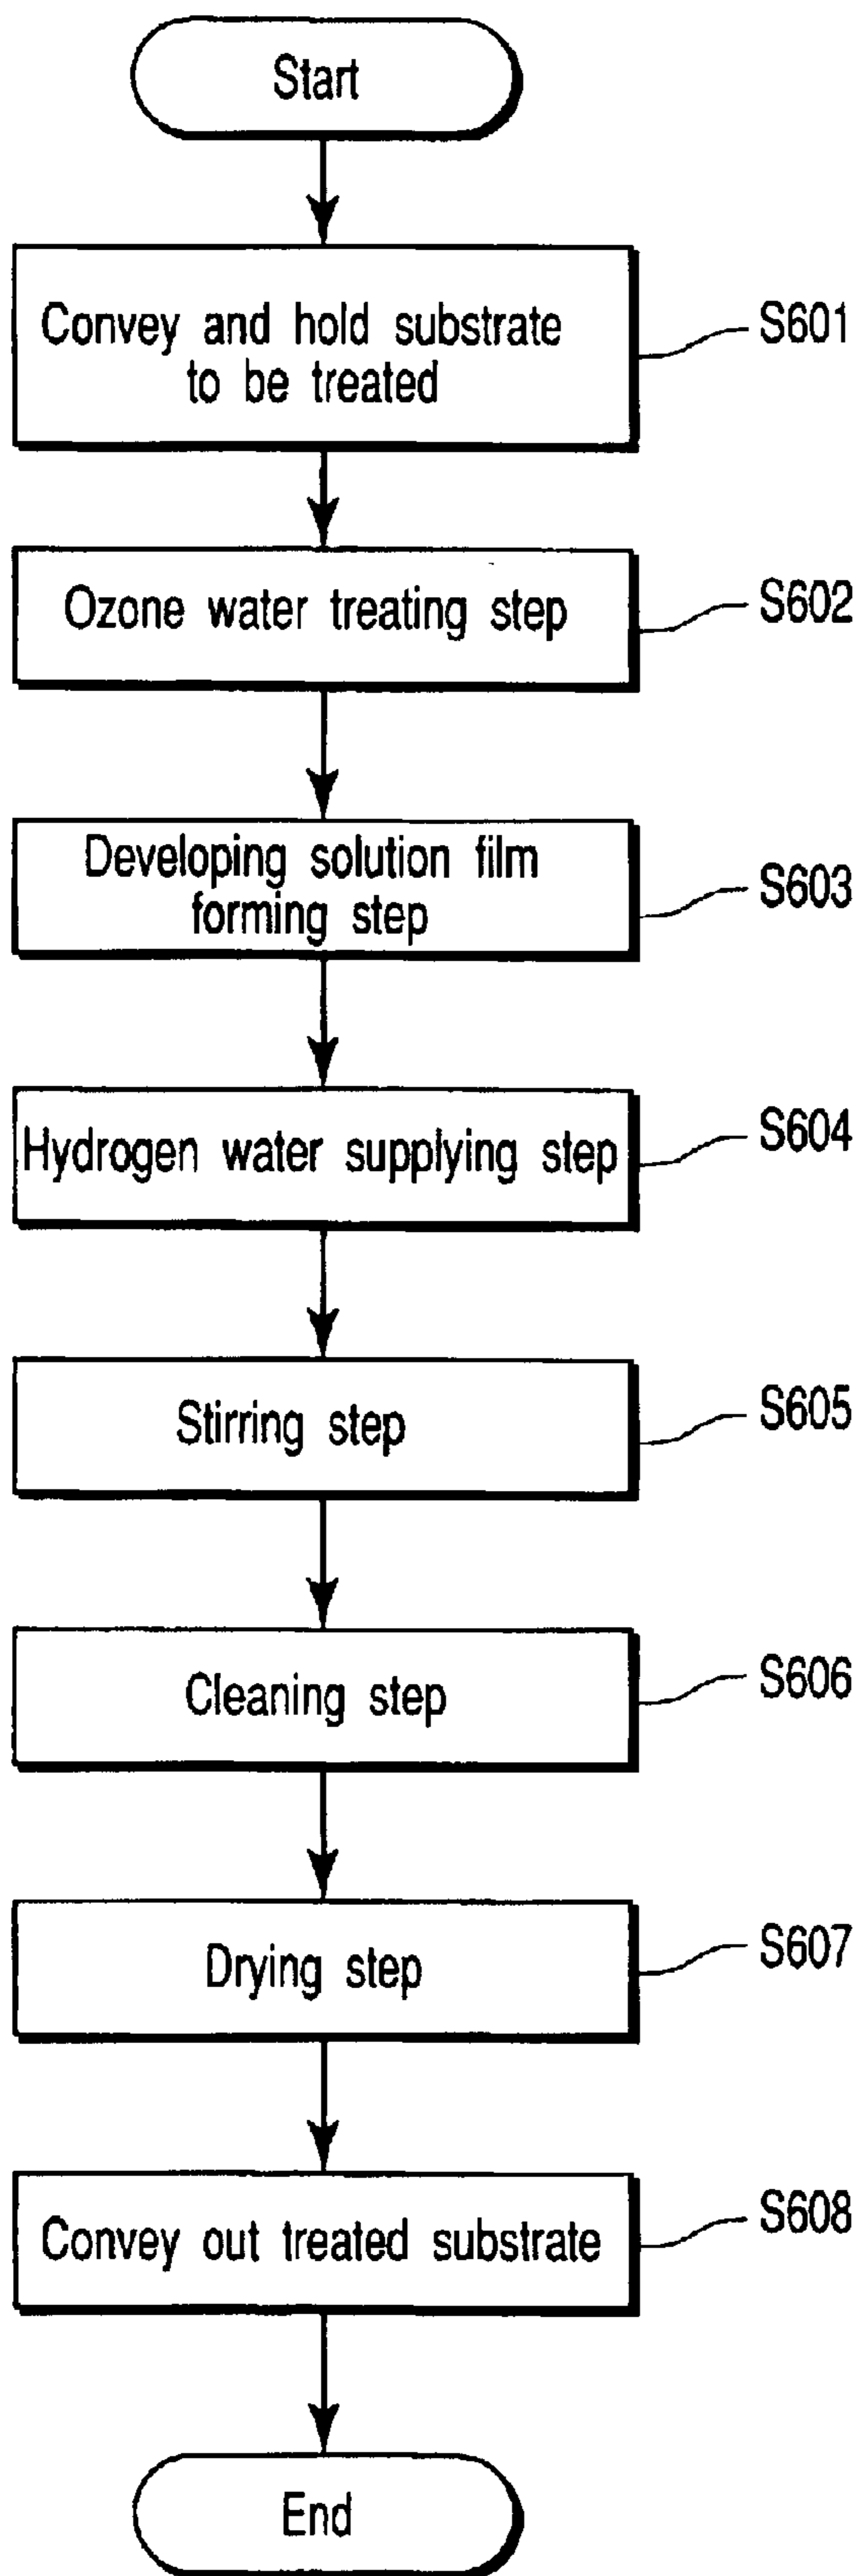 Start
Convey and hold substrate
to be treated
S601
Ozone water treating step
S602
Developing solution film
forming step
S603
Hydrogen water supplying step
S604
Stirring step
S605
Cleaning step
S606
Drying step
S607
Convey out treated substrate
S608
End